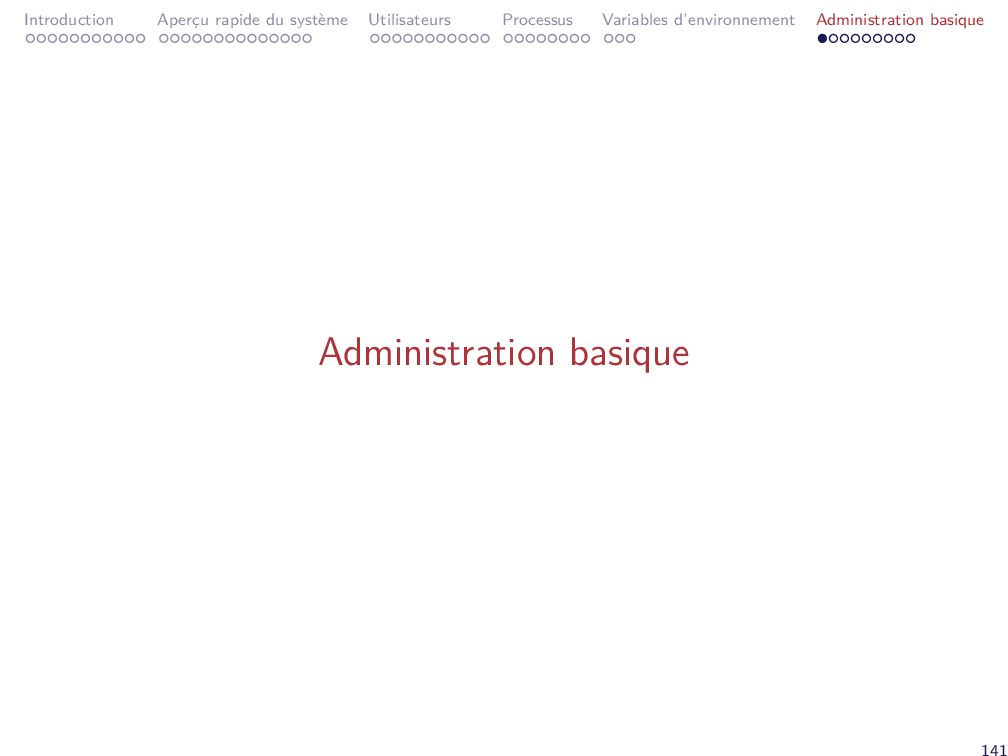 Introduction Aperçu rapide du système Utilisateurs Processus Variables d'environnement Administration basique
Administration basique
141